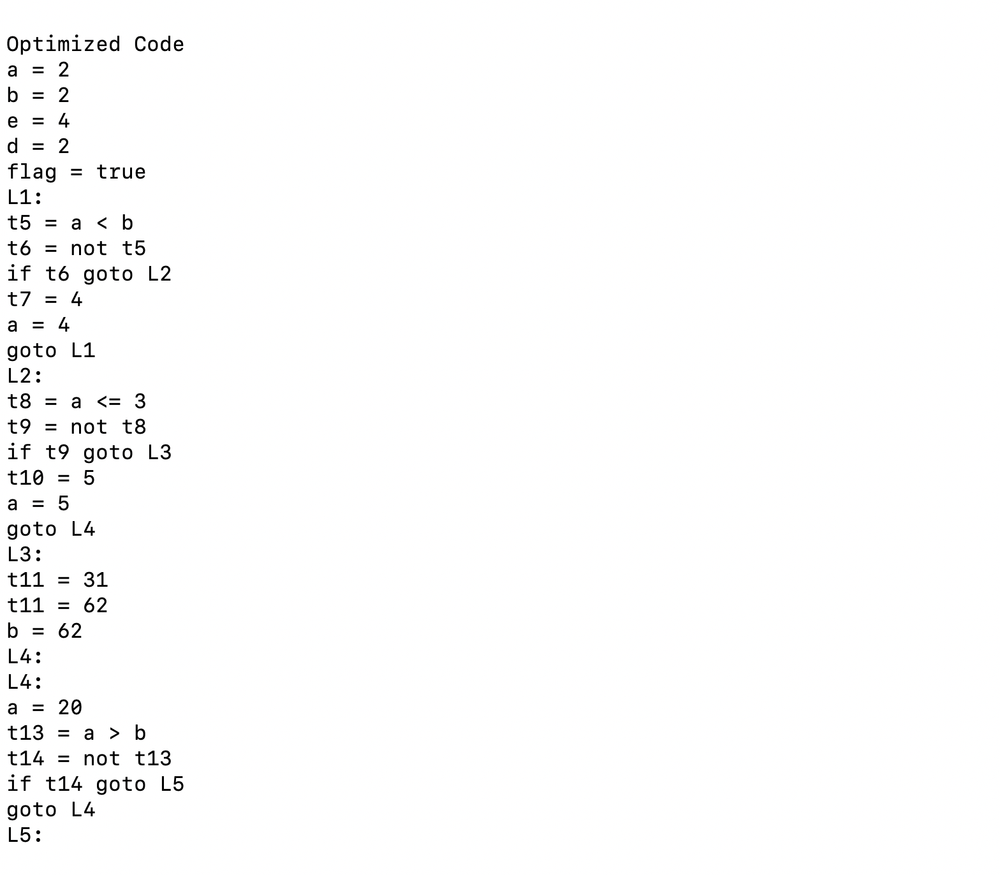 Optimized Code
a = 2
b = 2
e = 4
d = 2
flag = true
L1:
t5 = a < b
t6 = not t5
if t6 goto L2
t7 = 4
a = 4
goto L1
L2:
t8 = a <= 3
t9 = not t8
if t9 goto L3
t10 = 5
a = 5
goto L4
L3:
t11 = 31
t11 = 62
b = 62
L4:
L4:
a = 20
t13 = a > b
t14 = not t13
if t14 goto L5
goto L4
L5: